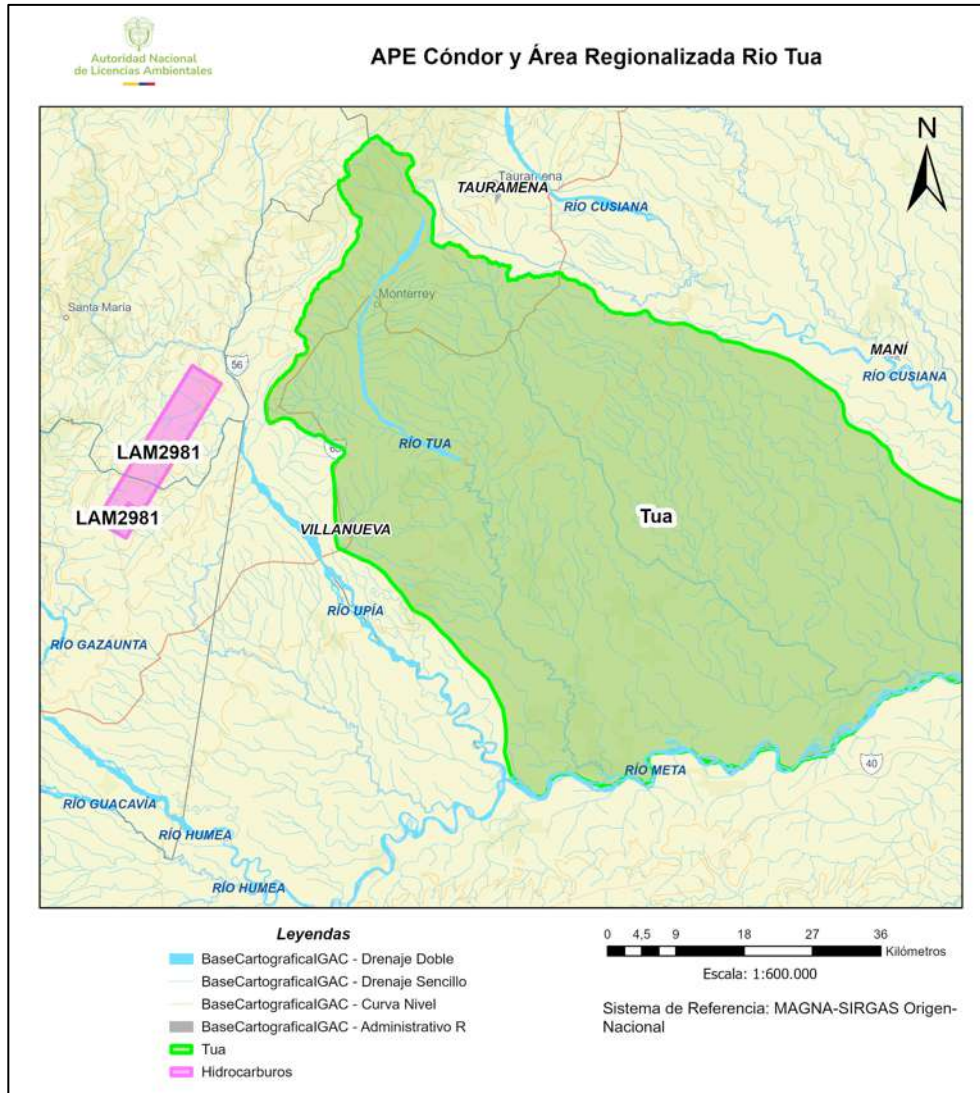 Autoridad Nacional
de Licencias Ambientales
APE Cóndor y Área Regionalizada Rio Tua
N
TAURAMENA
RÍO CUSIANA
Santa María
Monterrey
MANÍ
RÍO CUSIANA
56
LAM2981
RÍO TUA
LAM2981
Tua
VILLANUEVA
RÍO UPÍA
RÍO GAZAUNTA
RÍO META
40
RÍO GUACAVÍA
RÍO HUMEA
RÍO HUMEA
Leyendas
BaseCartograficaIGAC - Drenaje Doble
BaseCartograficaIGAC - Drenaje Sencillo
BaseCartograficaIGAC - Curva Nivel
BaseCartograficaIGAC - Administrativo R
Tua
Hidrocarburos
0 4,5 9 18 27 36
Kilómetros
Escala: 1:600.000
Sistema de Referencia: MAGNA-SIRGAS Origen-
Nacional